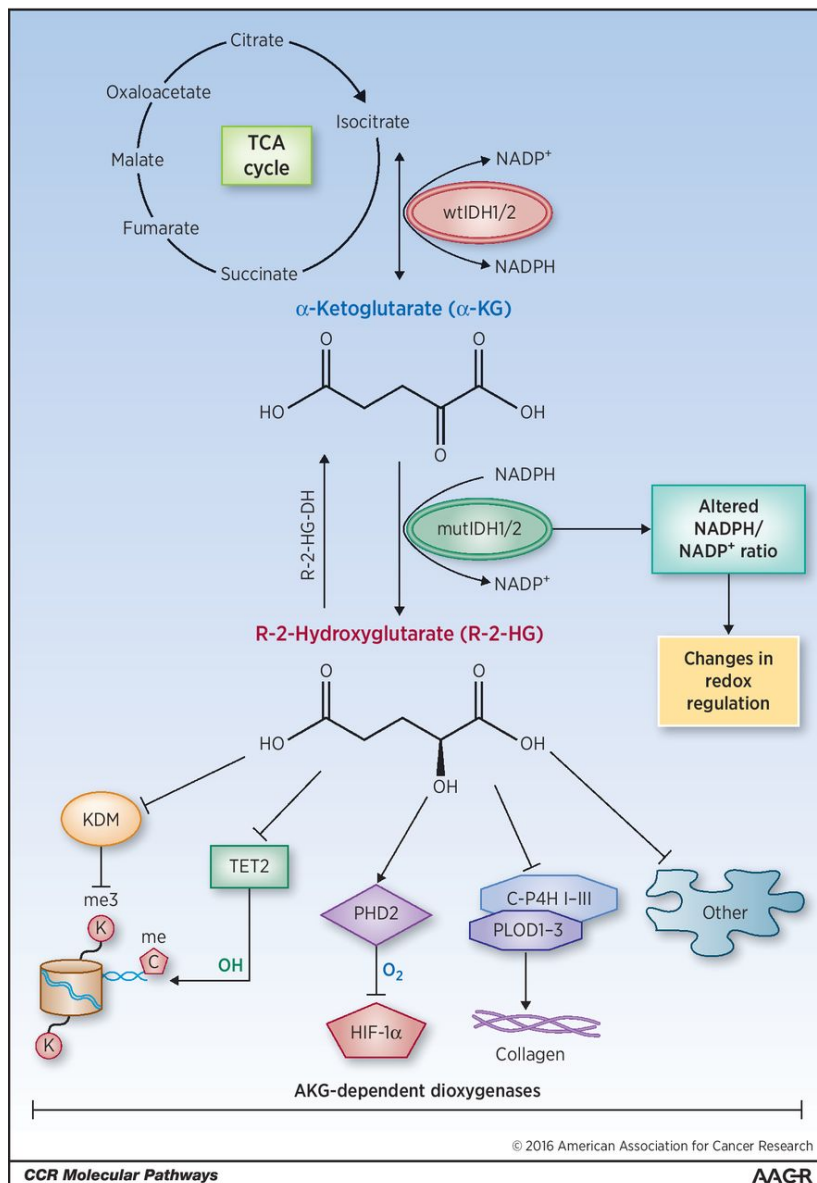 Citrate
Oxaloacetate
Isocitrate
TCA
cycle
Malate
Fumarate
Succinate
NADP⁺
wtIDH1/2
NADPH
α-Ketoglutarate (α-KG)
O
O
HO
OH
O
R-2-HG-DH
NADPH
mutIDH1/2
NADP⁺
Altered
NADPH/
NADP⁺ ratio
R-2-Hydroxyglutarate (R-2-HG)
Changes in
redox
regulation
O
O
HO
OH
OH
KDM
me3
K
me
C
K
TET2
OH
PHD2
O₂
HIF-1α
C-P4H I–III
PLOD1–3
Collagen
Other
AKG-dependent dioxygenases
© 2016 American Association for Cancer Research
CCR Molecular Pathways
AACR